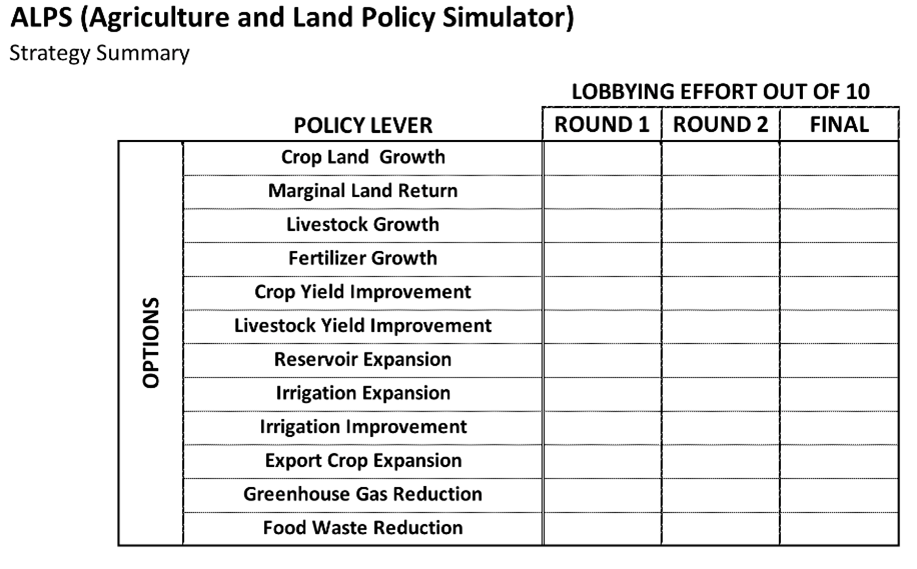 ALPS (Agriculture and Land Policy Simulator)
Strategy Summary
LOBBYING EFFORT OUT OF 10
POLICY LEVER ROUND 1 ROUND 2 FINAL
OPTIONS
Crop Land Growth
Marginal Land Return
Livestock Growth
Fertilizer Growth
Crop Yield Improvement
Livestock Yield Improvement
Reservoir Expansion
Irrigation Expansion
Irrigation Improvement
Export Crop Expansion
Greenhouse Gas Reduction
Food Waste Reduction